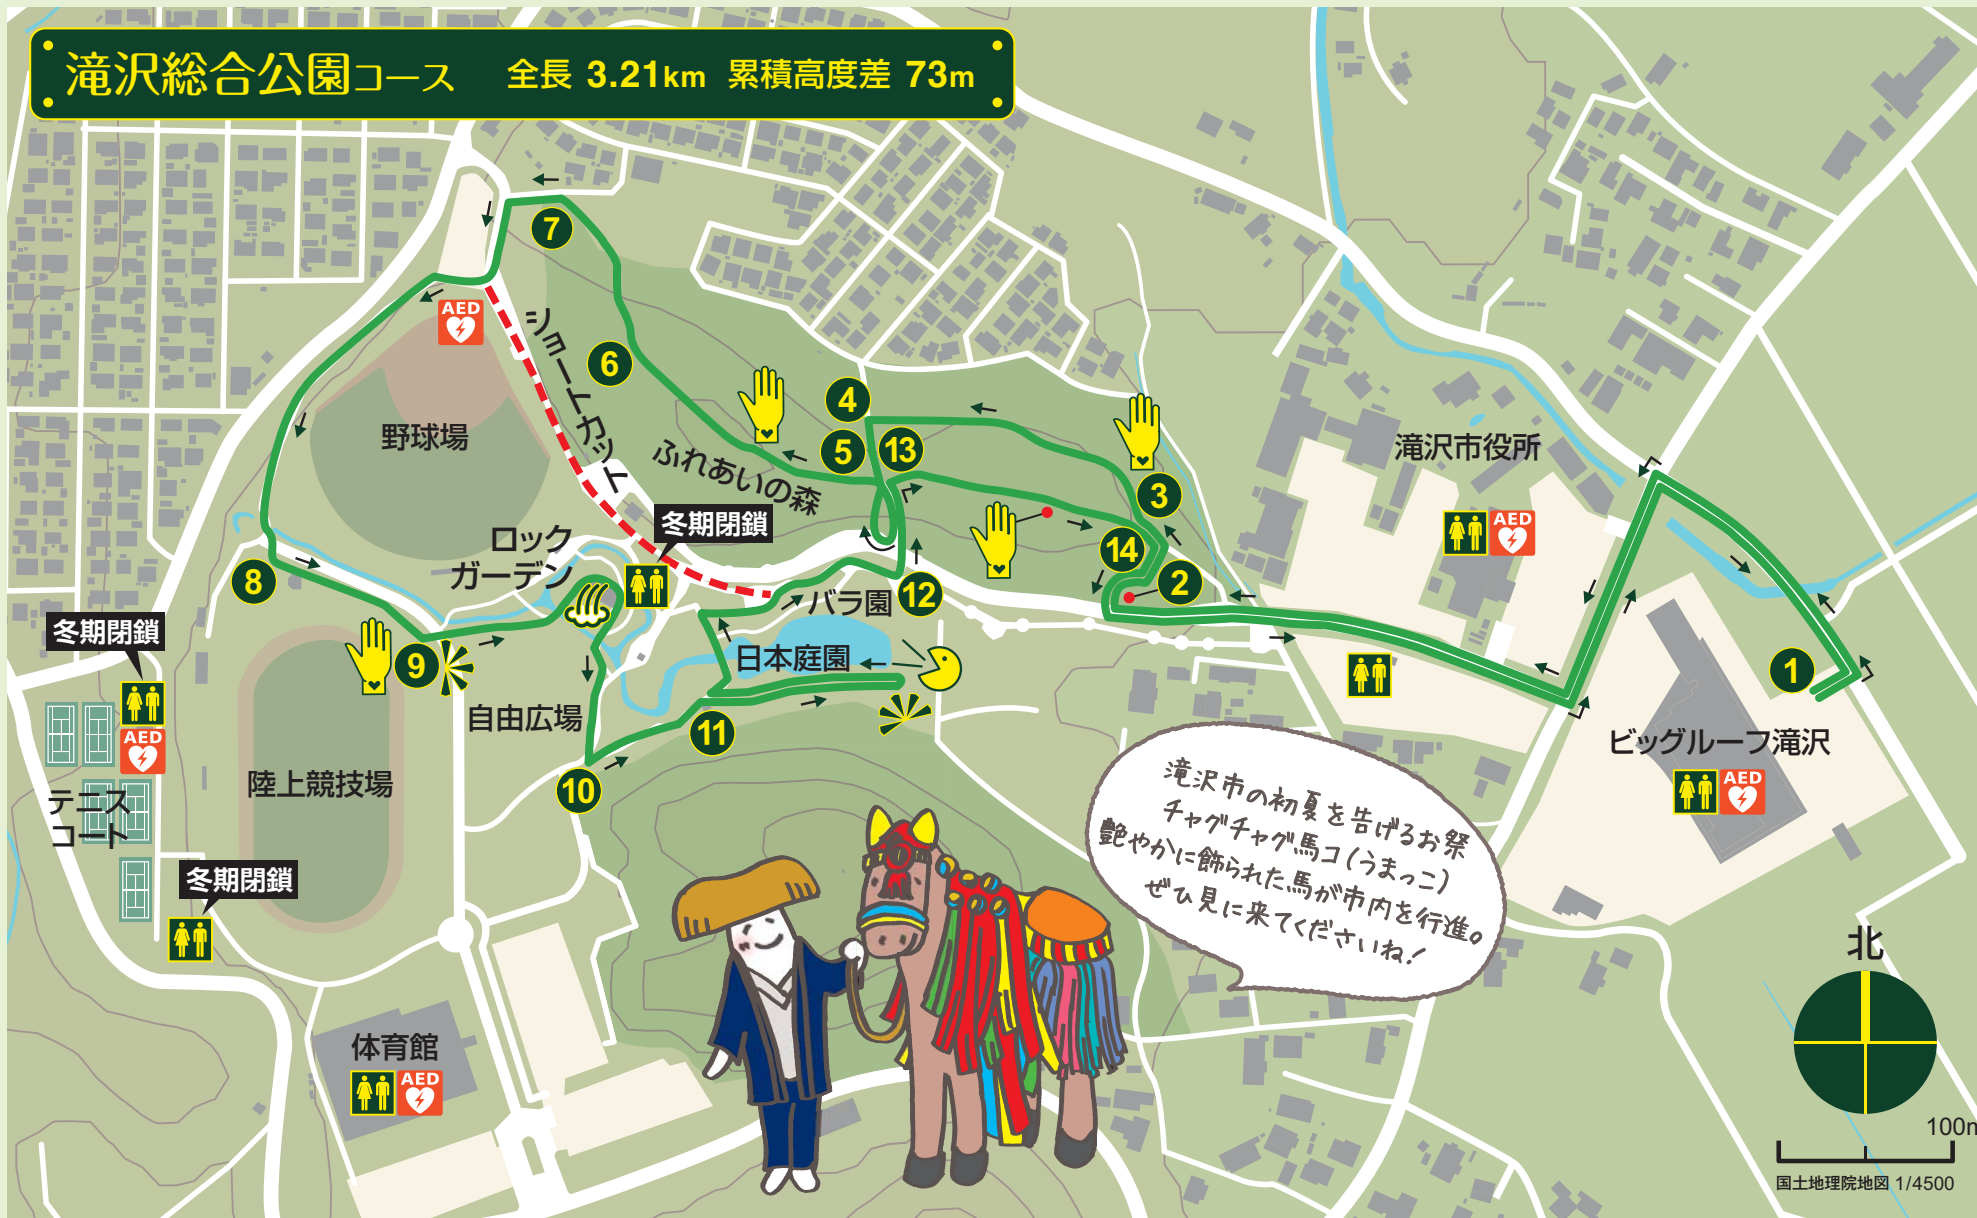 滝沢総合公園コース 全長 3.21km 累積高度差 73m
7
AED
ショートカット
6
4
野球場
5
13
ふれあいの森
3
滝沢市役所
AED
冬期閉鎖
ロック
ガーデン
14
2
8
バラ園
12
冬期閉鎖
9
日本庭園
1
自由広場
11
AED
ビッグルーフ滝沢
AED
陸上競技場
10
テニス
コート
滝沢市の初夏を告げるお祭
チャグチャグ馬コ(うまっこ)
艶やかに飾られた馬が市内を行進。
ぜひ見に来てくださいね!
冬期閉鎖
北
体育館
AED
100m
国土地理院地図 1/4500